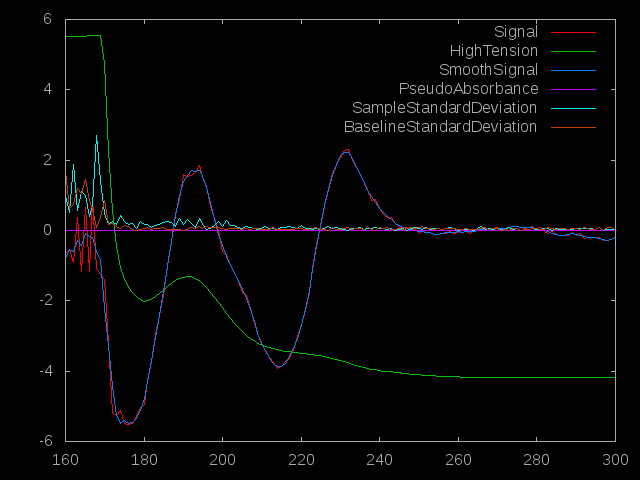 6
4
2
0
-2
-4
-6
160 180 200 220 240 260 280 300
Signal
HighTension
SmoothSignal
PseudoAbsorbance
SampleStandardDeviation
BaselineStandardDeviation